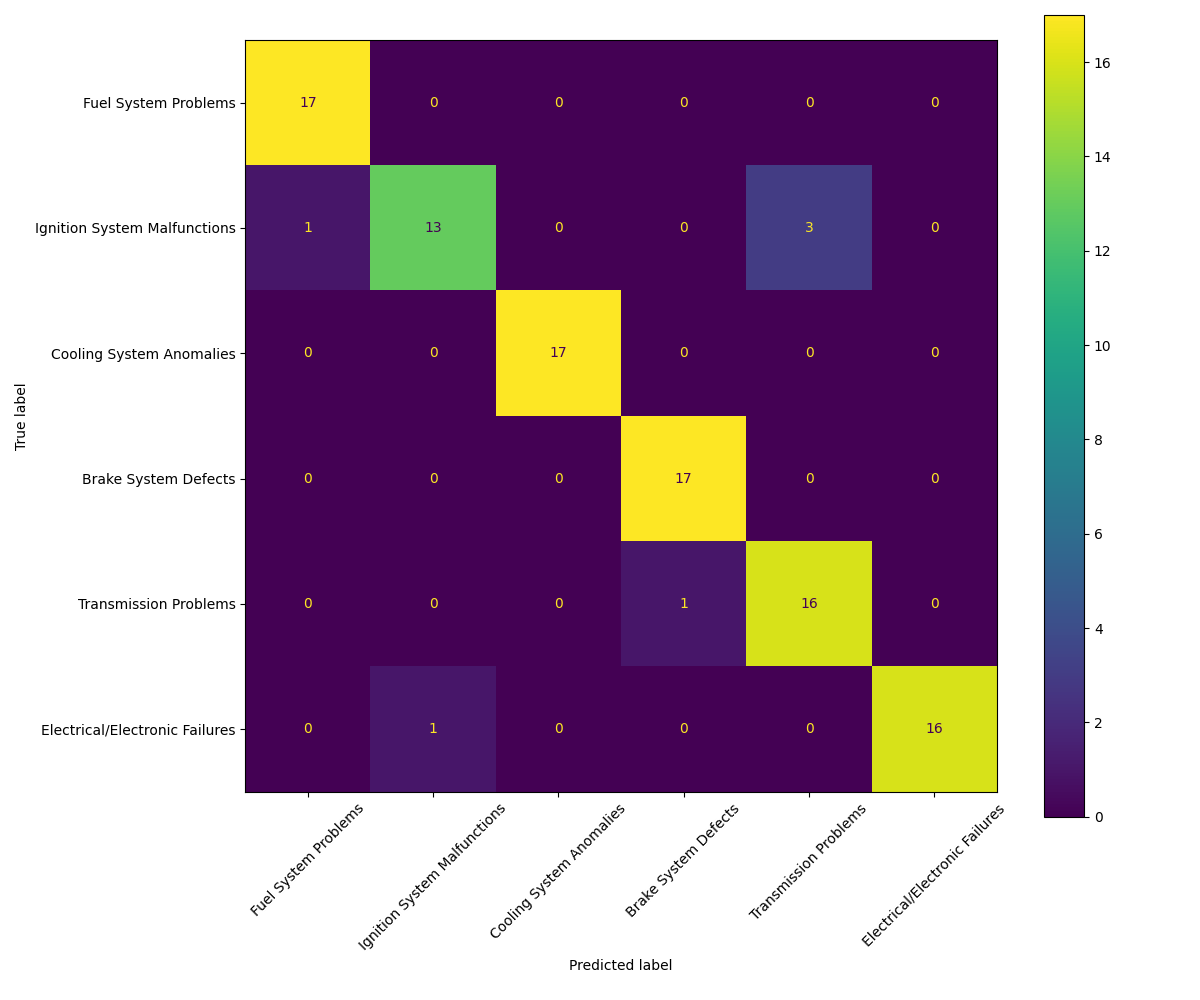 Fuel System Problems 17 0 0 0 0 0
Ignition System Malfunctions 1 13 0 0 3 0
Cooling System Anomalies 0 0 17 0 0 0
Brake System Defects 0 0 0 17 0 0
Transmission Problems 0 0 0 1 16 0
Electrical/Electronic Failures 0 1 0 0 0 16
True label
Fuel System Problems
Ignition System Malfunctions
Cooling System Anomalies
Brake System Defects
Transmission Problems
Electrical/Electronic Failures
Predicted label
16
14
12
10
8
6
4
2
0